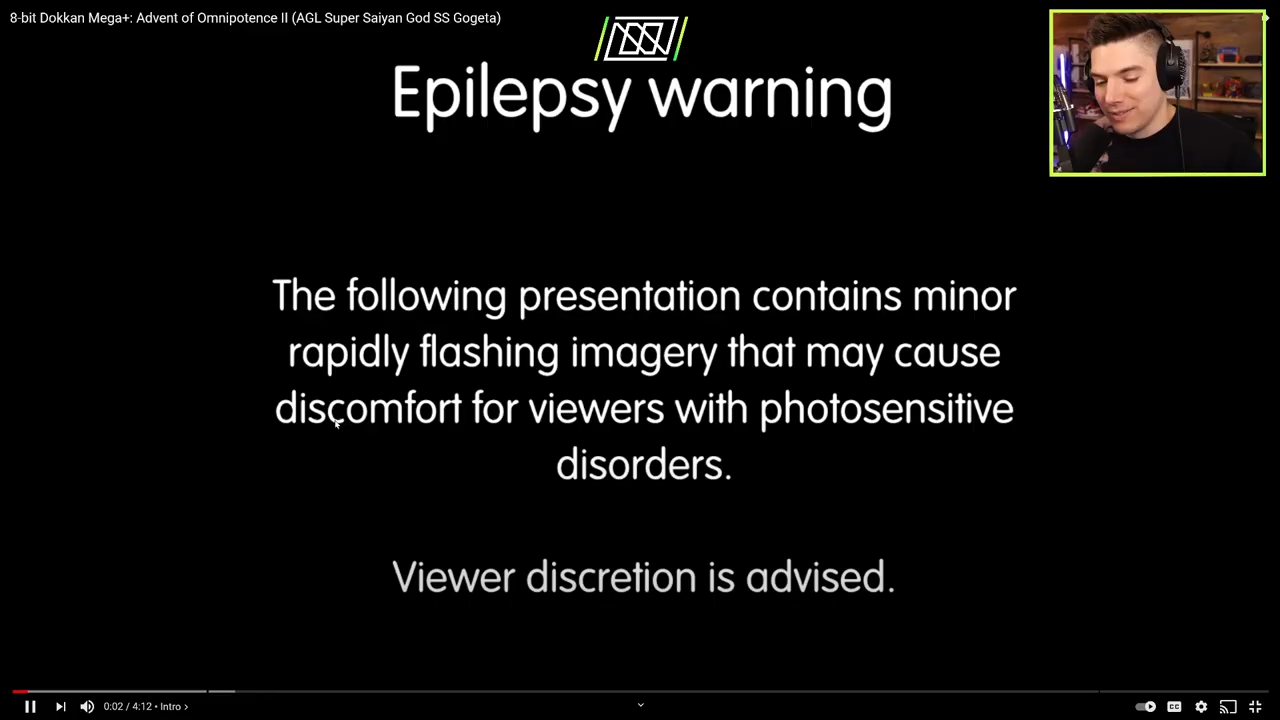 8-bit Dokkan Mega+: Advent of Omnipotence II (AGL Super Saiyan God SS Gogeta)
Epilepsy warning
The following presentation contains minor
rapidly flashing imagery that may cause
discomfort for viewers with photosensitive
disorders.
Viewer discretion is advised.
0:02 / 4:12 • Intro ›
CC